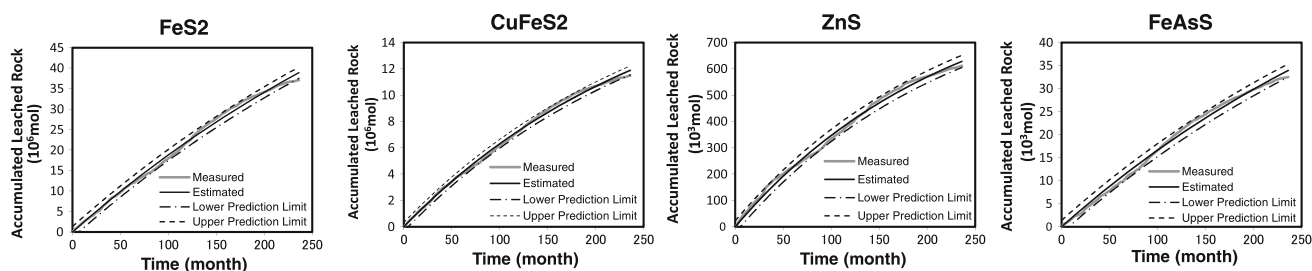 FeS2
Accumulated Leached Rock
(10⁶mol)
45
40
35
30
25
20
15
10
5
0
0 50 100 150 200 250
Time (month)
Measured
Estimated
Lower Prediction Limit
Upper Prediction Limit
CuFeS2
Accumulated Leached Rock
(10⁶mol)
14
12
10
8
6
4
2
0
0 50 100 150 200 250
Time (month)
Measured
Estimated
Lower Prediction Limit
Upper Prediction Limit
ZnS
Accumulated Leached Rock
(10³mol)
700
600
500
400
300
200
100
0
0 50 100 150 200 250
Time (month)
Measured
Estimated
Lower Prediction Limit
Upper Prediction Limit
FeAsS
Accumulated Leached Rock
(10³mol)
40
35
30
25
20
15
10
5
0
0 50 100 150 200 250
Time (month)
Measured
Estimated
Lower Prediction Limit
Upper Prediction Limit